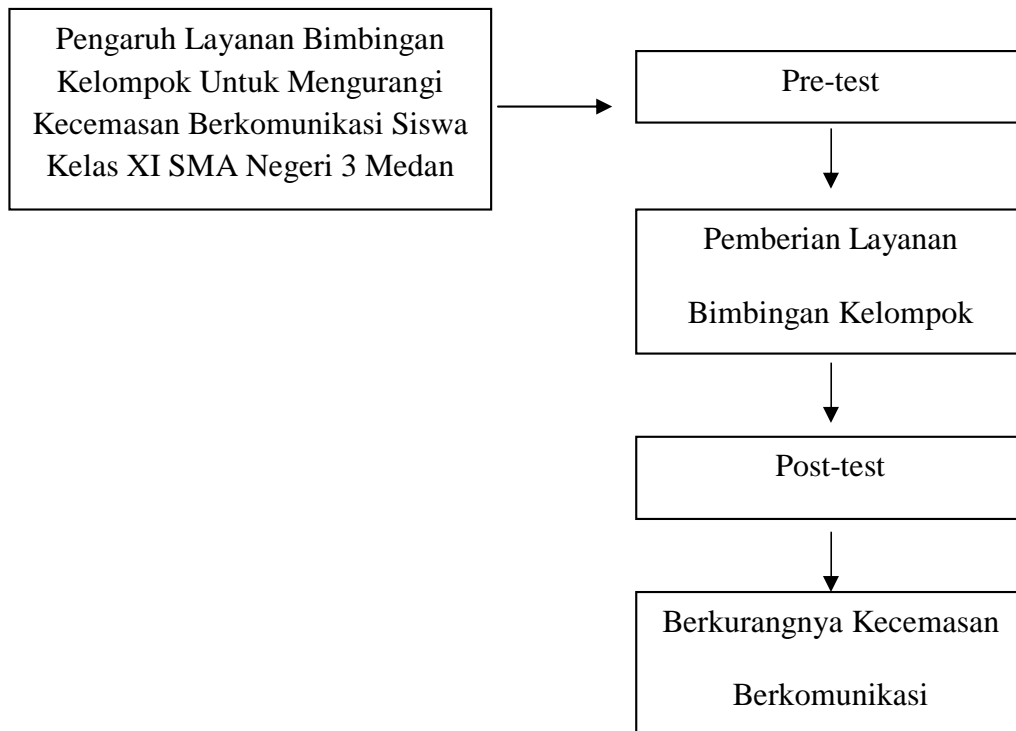 Pengaruh Layanan Bimbingan
Kelompok Untuk Mengurangi
Kecemasan Berkomunikasi Siswa
Kelas XI SMA Negeri 3 Medan
Pre-test
Pemberian Layanan
Bimbingan Kelompok
Post-test
Berkurangnya Kecemasan
Berkomunikasi